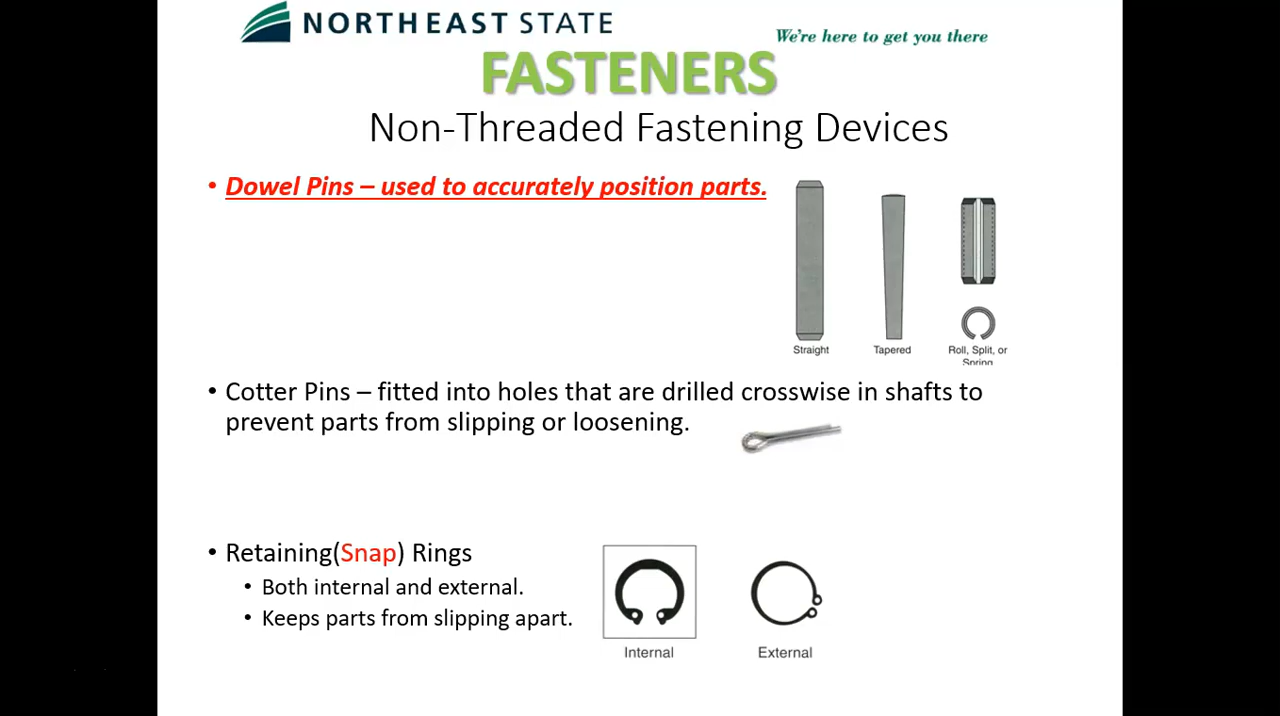 NORTHEAST STATE
We're here to get you there
FASTENERS
Non-Threaded Fastening Devices
• Dowel Pins – used to accurately position parts.
Straight
Tapered
Roll, Split, or
Spring
• Cotter Pins – fitted into holes that are drilled crosswise in shafts to
prevent parts from slipping or loosening.
• Retaining(Snap) Rings
• Both internal and external.
• Keeps parts from slipping apart.
Internal
External